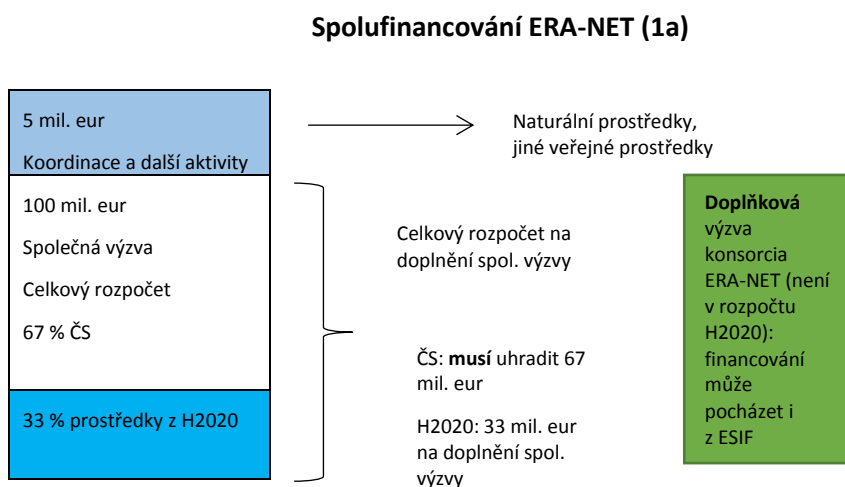 Spolufinancování ERA-NET (1a)
5 mil. eur
Koordinace a další aktivity
100 mil. eur
Společná výzva
Celkový rozpočet
67 % ČS
33 % prostředky z H2020
Naturální prostředky,
jiné veřejné prostředky
Celkový rozpočet na
doplnění spol. výzvy
ČS: musí uhradit 67
mil. eur
H2020: 33 mil. eur
na doplnění spol.
výzvy
Doplňková
výzva
konsorcia
ERA-NET (není
v rozpočtu
H2020):
financování
může
pocházet i
z ESIF